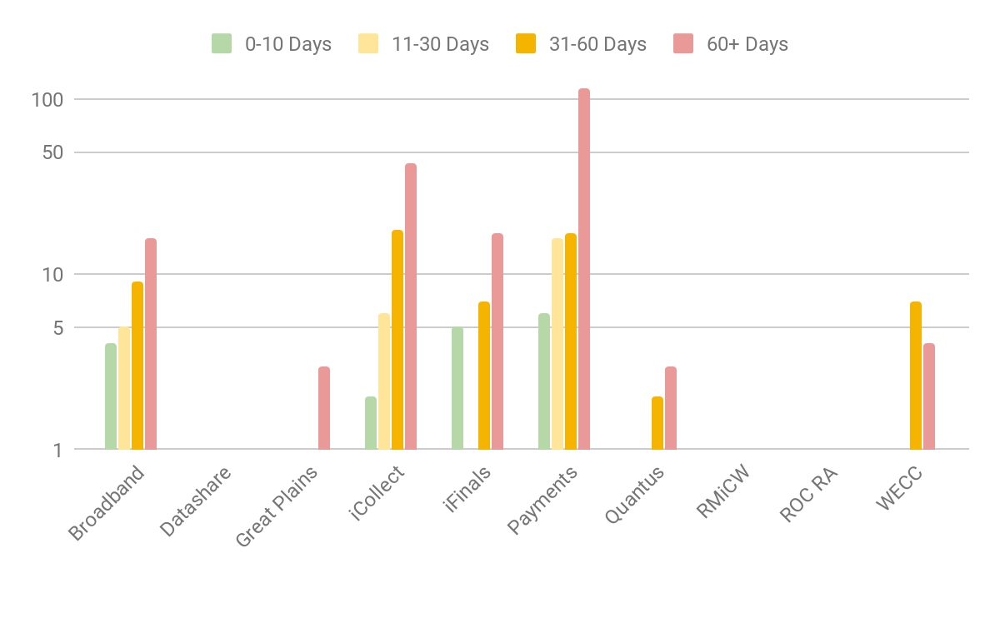 0-10 Days 11-30 Days 31-60 Days 60+ Days
100
50
10
5
1
Broadband Datashare Great Plains iCollect iFinals Payments Quantus RMiCW ROC RA WECC